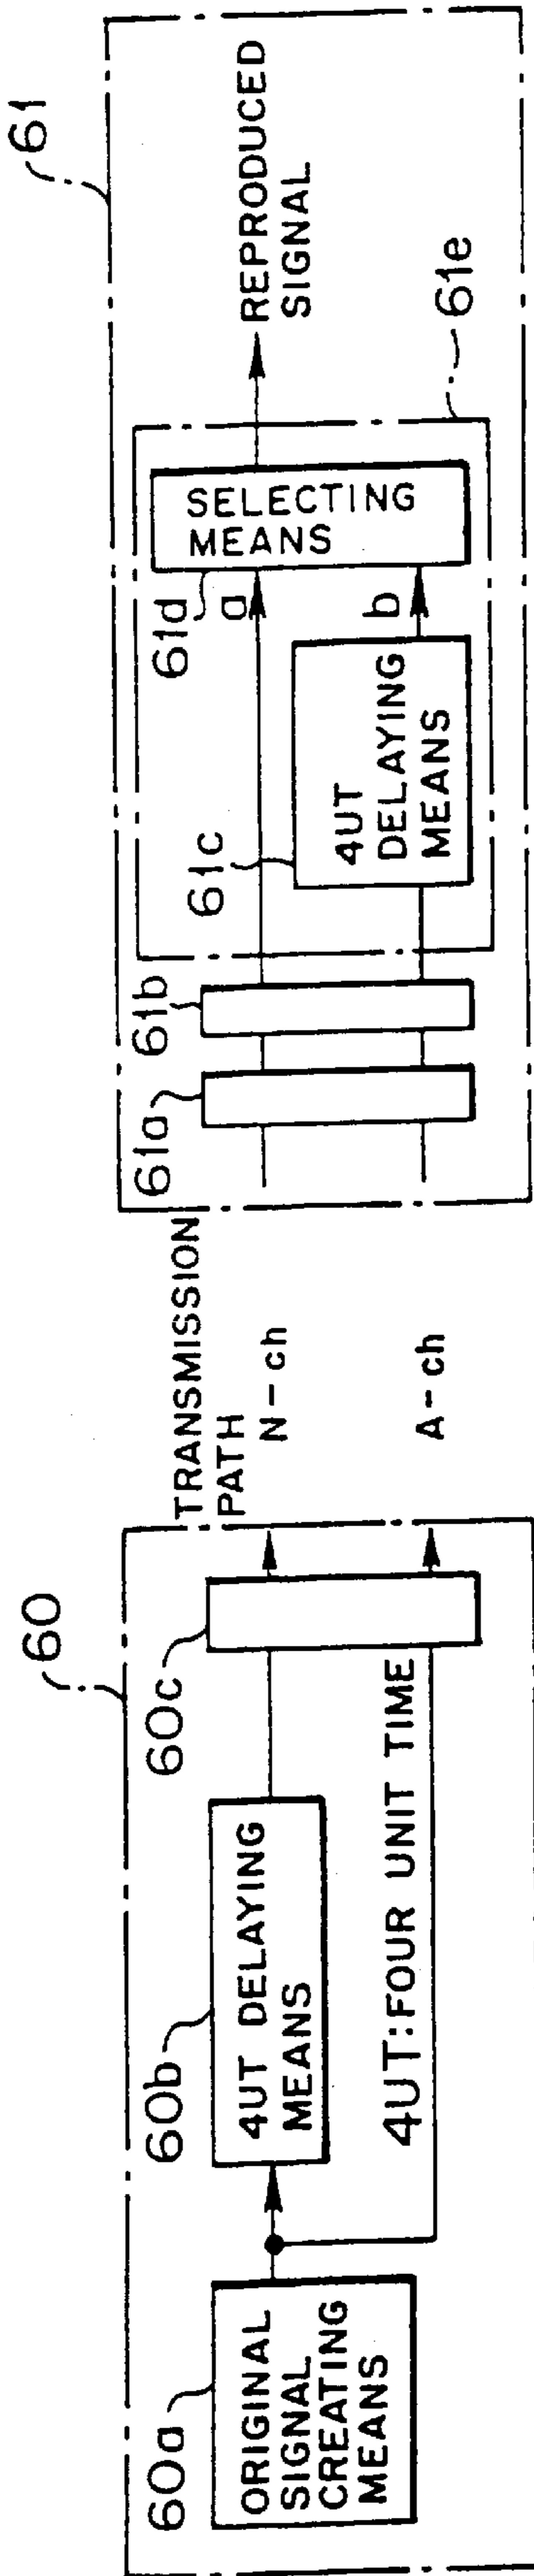 60
60a
ORIGINAL
SIGNAL
CREATING
MEANS
60b
4UT DELAYING
MEANS
4UT:FOUR UNIT TIME
60c
TRANSMISSION
PATH
N-ch
A-ch
61
61a
61b
61c
4UT
DELAYING
MEANS
61d
a
b
SELECTING
MEANS
61e
REPRODUCED
SIGNAL